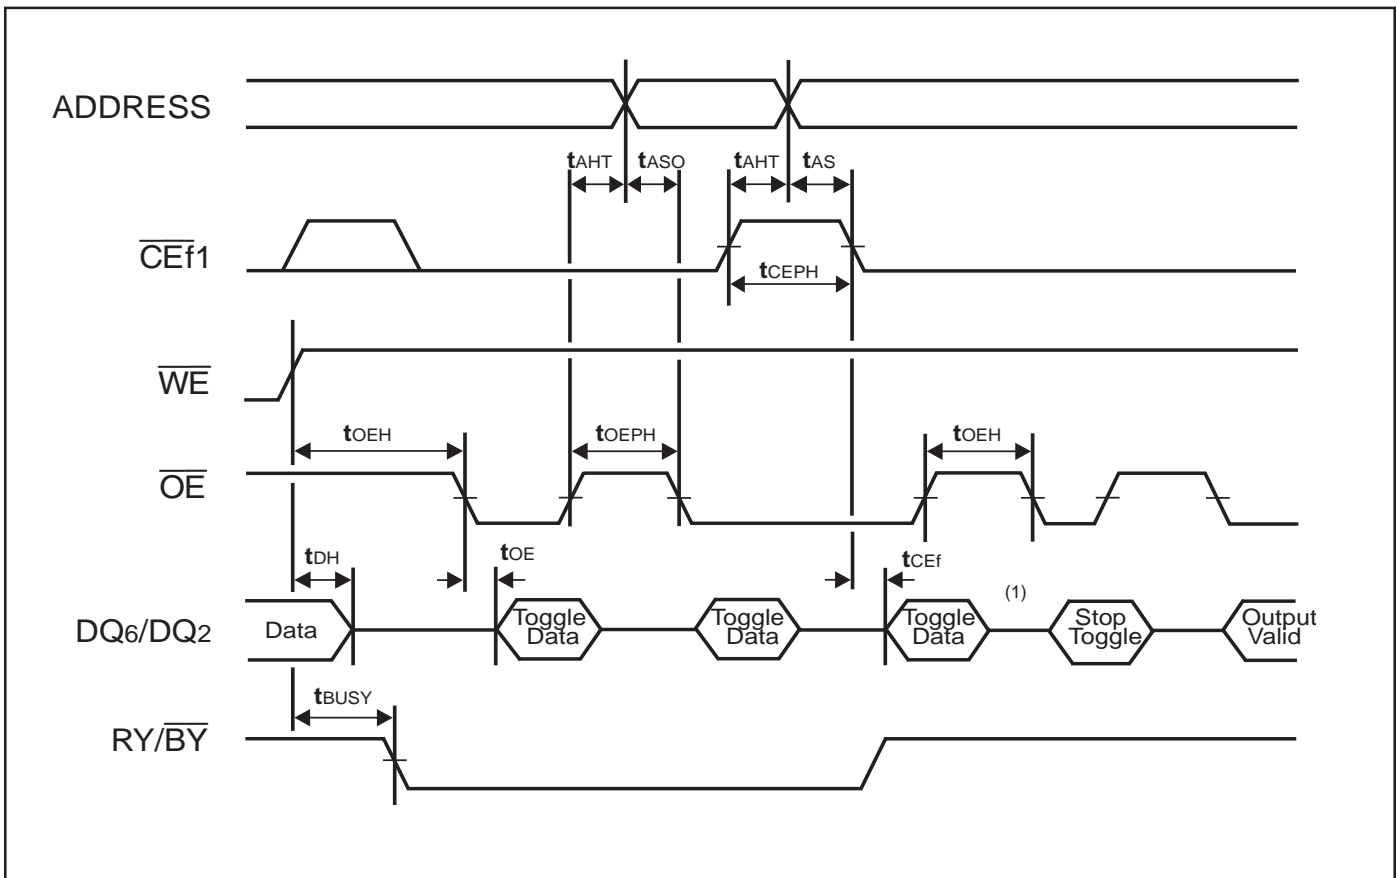 ADDRESS
tAHT tASO tAHT tAS
CEf1
tCEPH
WE
tOEH tOEPH tOEH
OE
tDH tOE tCEf
(1)
DQ6/DQ2 Data Toggle Data Toggle Data Toggle Data Stop Toggle Output Valid
tBUSY
RY/BY